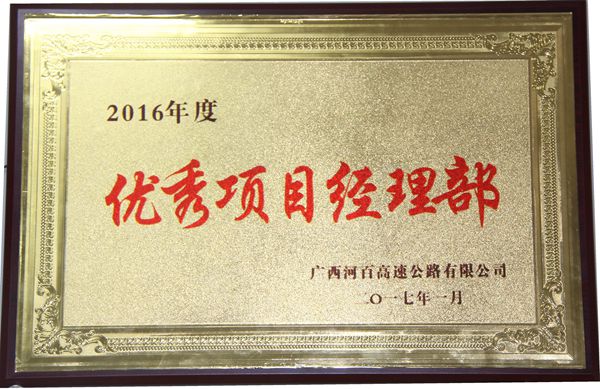 2016年度
优秀项目经理部
广西河百高速公路有限公司
二〇一七年一月